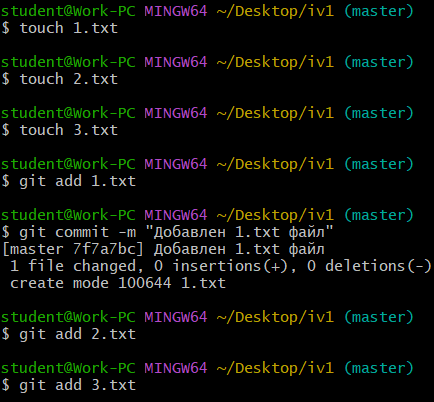 student@Work-PC MINGW64 ~/Desktop/iv1 (master)
$ touch 1.txt
student@Work-PC MINGW64 ~/Desktop/iv1 (master)
$ touch 2.txt
student@Work-PC MINGW64 ~/Desktop/iv1 (master)
$ touch 3.txt
student@Work-PC MINGW64 ~/Desktop/iv1 (master)
$ git add 1.txt
student@Work-PC MINGW64 ~/Desktop/iv1 (master)
$ git commit -m "Добавлен 1.txt файл"
[master 7f7a7bc] Добавлен 1.txt файл
 1 file changed, 0 insertions(+), 0 deletions(-)
 create mode 100644 1.txt
student@Work-PC MINGW64 ~/Desktop/iv1 (master)
$ git add 2.txt
student@Work-PC MINGW64 ~/Desktop/iv1 (master)
$ git add 3.txt